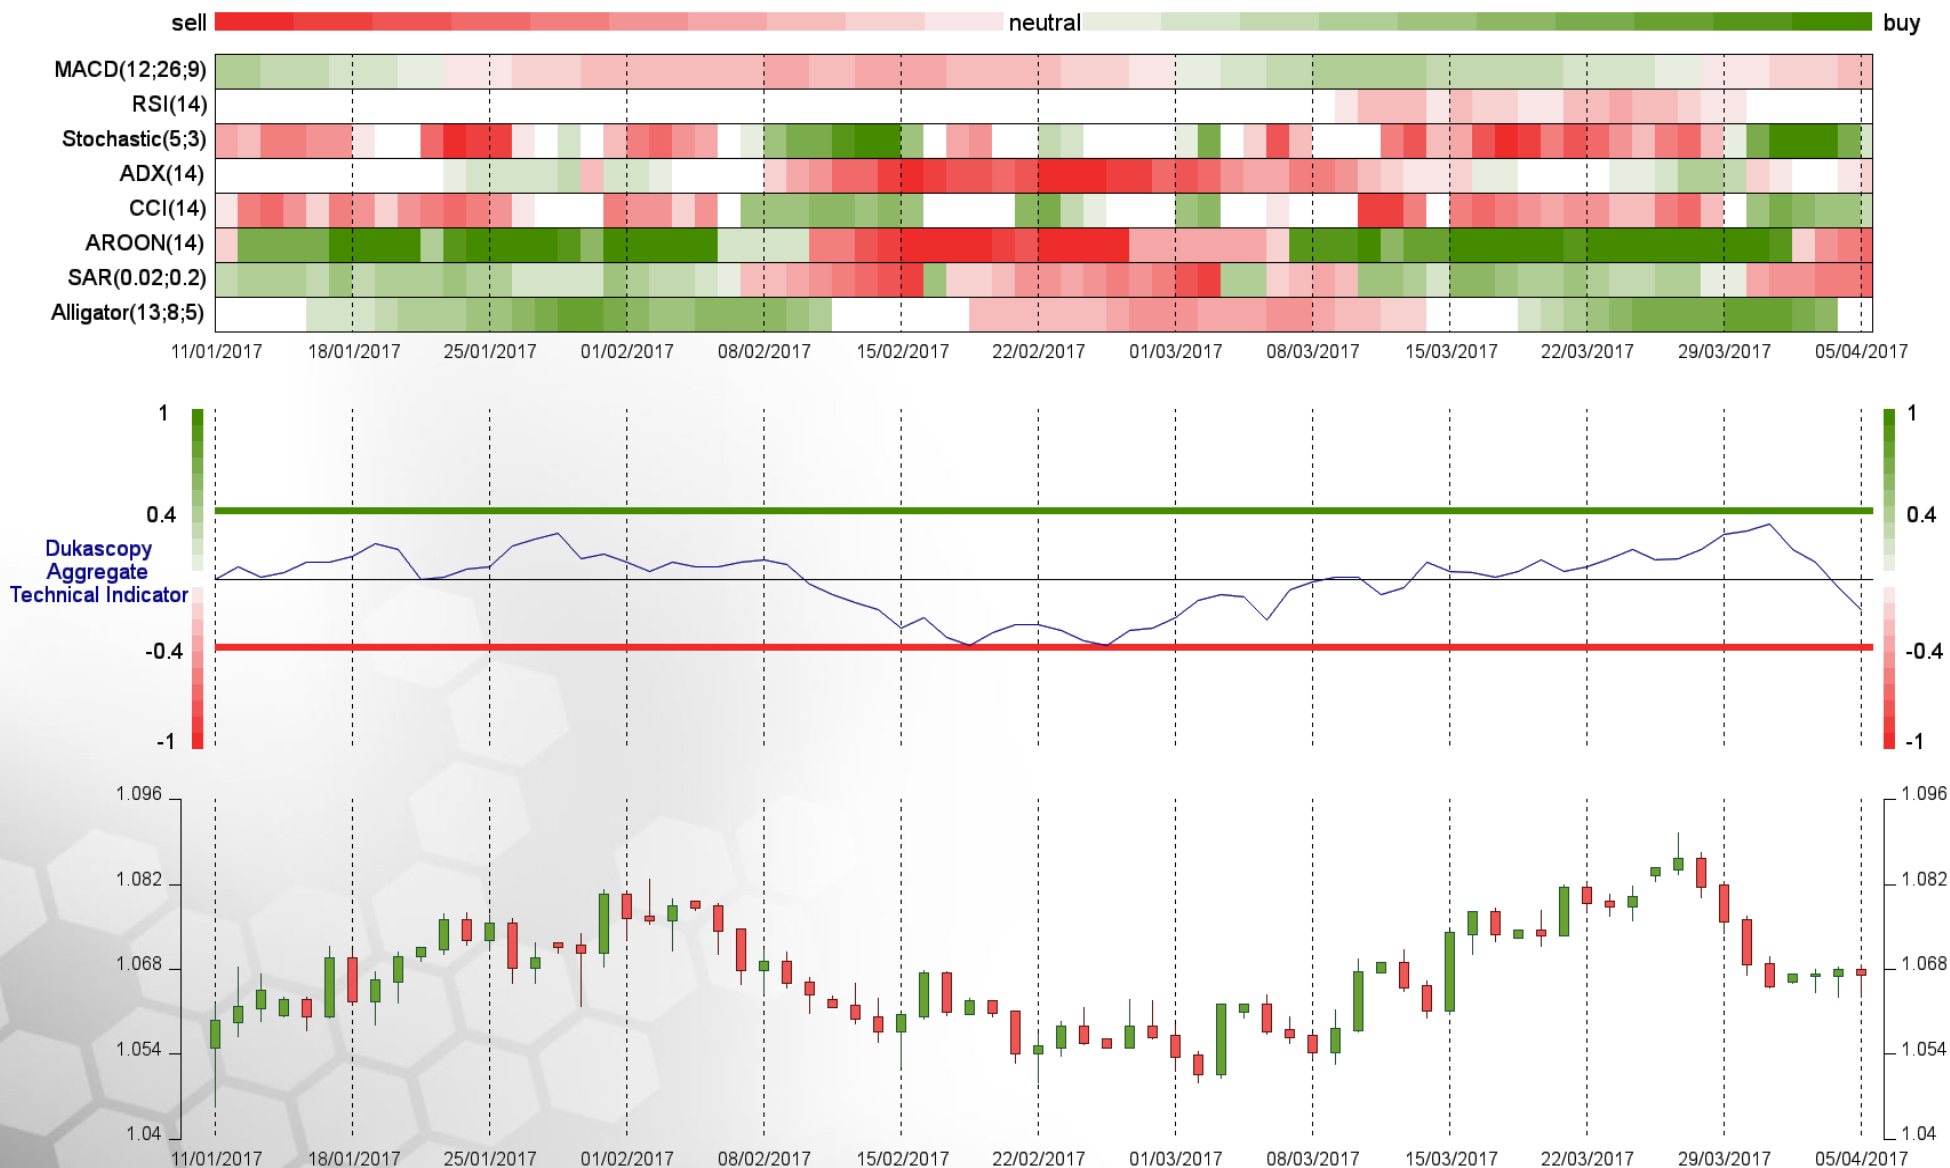 sell neutral buy
MACD(12;26;9)
RSI(14)
Stochastic(5;3)
ADX(14)
CCI(14)
AROON(14)
SAR(0.02;0.2)
Alligator(13;8;5)
11/01/2017 18/01/2017 25/01/2017 01/02/2017 08/02/2017 15/02/2017 22/02/2017 01/03/2017 08/03/2017 15/03/2017 22/03/2017 29/03/2017 05/04/2017
1 1
0.4 0.4
Dukascopy
Aggregate
Technical Indicator
-0.4 -0.4
-1 -1
1.096 1.096
1.082 1.082
1.068 1.068
1.054 1.054
1.04 1.04
11/01/2017 18/01/2017 25/01/2017 01/02/2017 08/02/2017 15/02/2017 22/02/2017 01/03/2017 08/03/2017 15/03/2017 22/03/2017 29/03/2017 05/04/2017